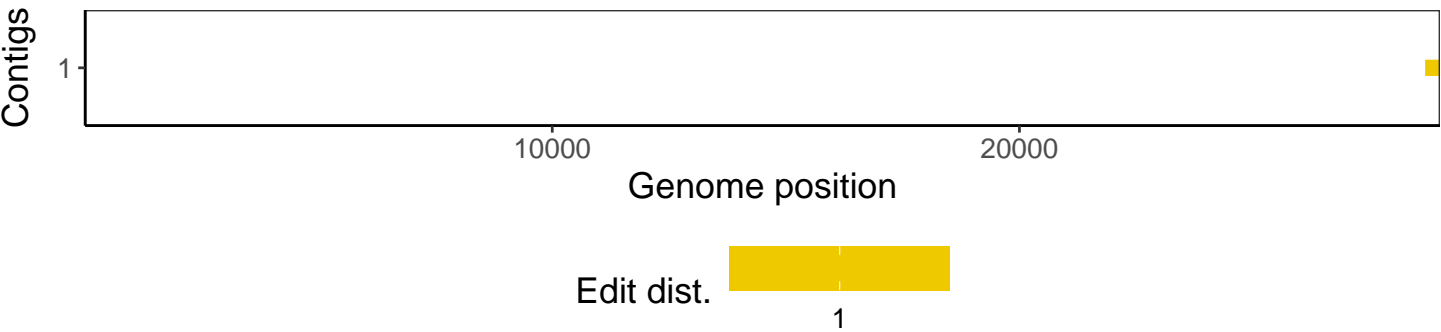 Contigs
1
10000 20000
Genome position
Edit dist.
1